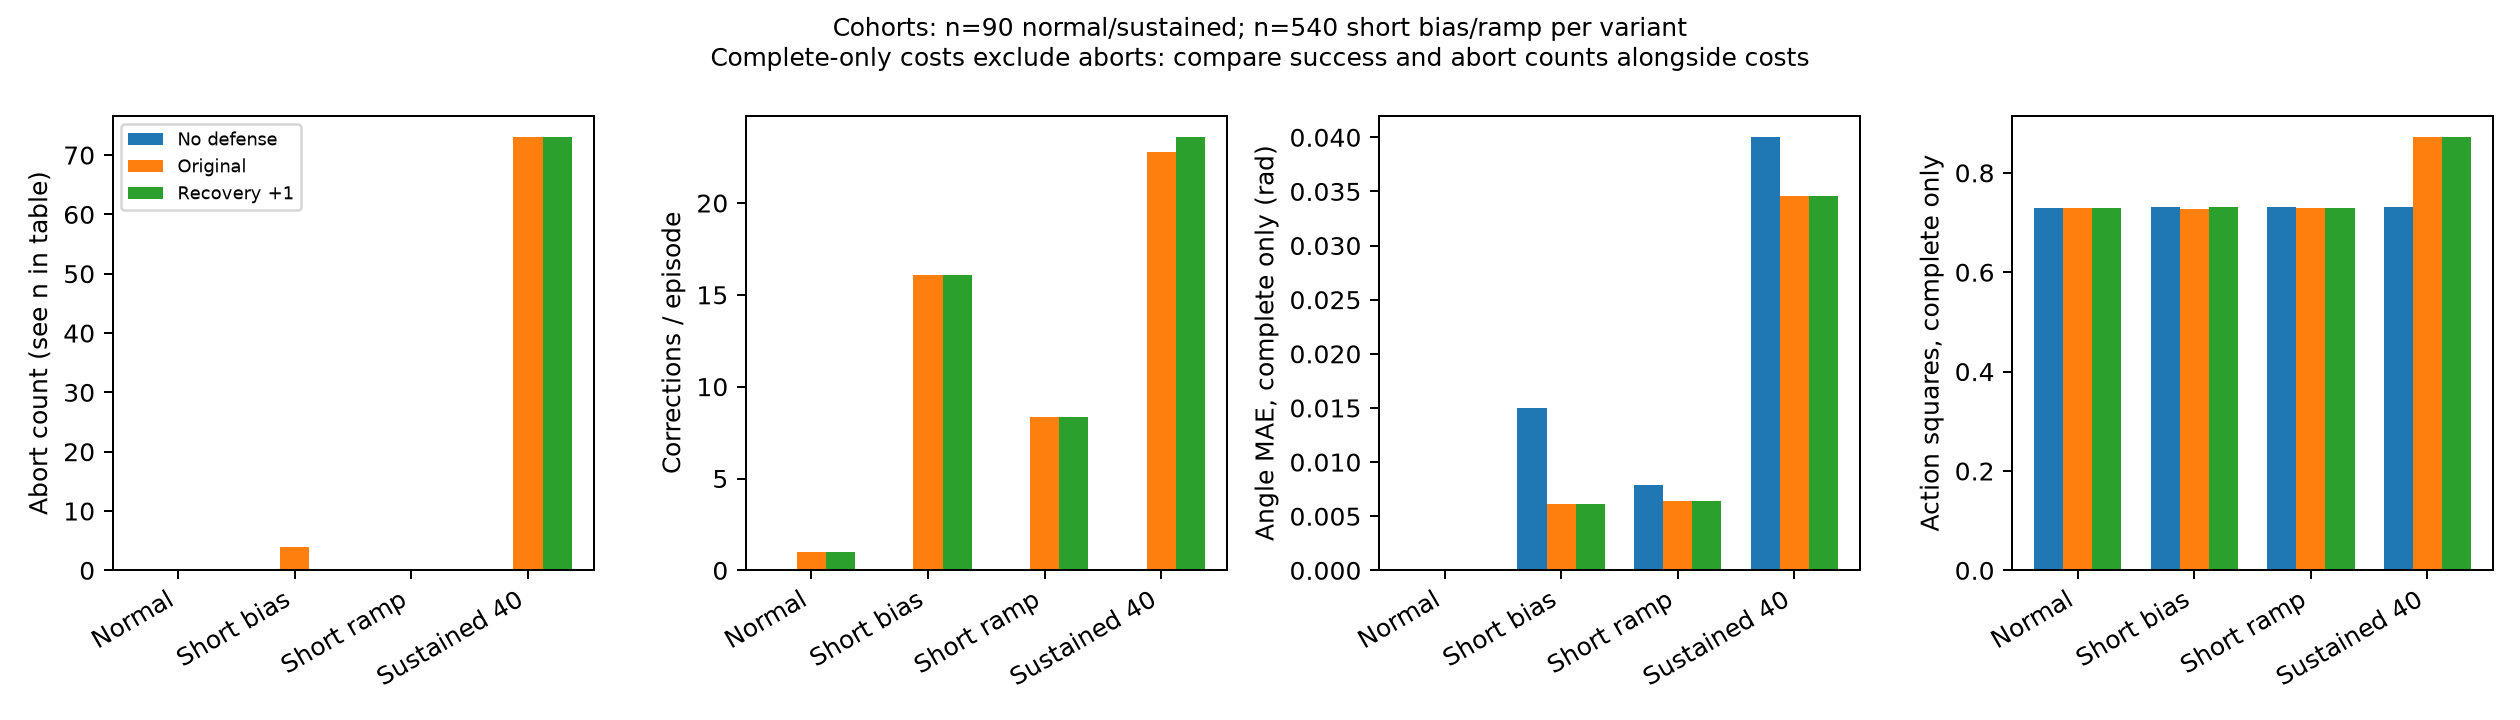 Cohorts: n=90 normal/sustained; n=540 short bias/ramp per variant
Complete-only costs exclude aborts: compare success and abort counts alongside costs
Abort count (see n in table)
70
60
50
40
30
20
10
0
No defense
Original
Recovery +1
Normal
Short bias
Short ramp
Sustained 40
Corrections / episode
20
15
10
5
0
Normal
Short bias
Short ramp
Sustained 40
Angle MAE, complete only (rad)
0.040
0.035
0.030
0.025
0.020
0.015
0.010
0.005
0.000
Normal
Short bias
Short ramp
Sustained 40
Action squares, complete only
0.8
0.6
0.4
0.2
0.0
Normal
Short bias
Short ramp
Sustained 40